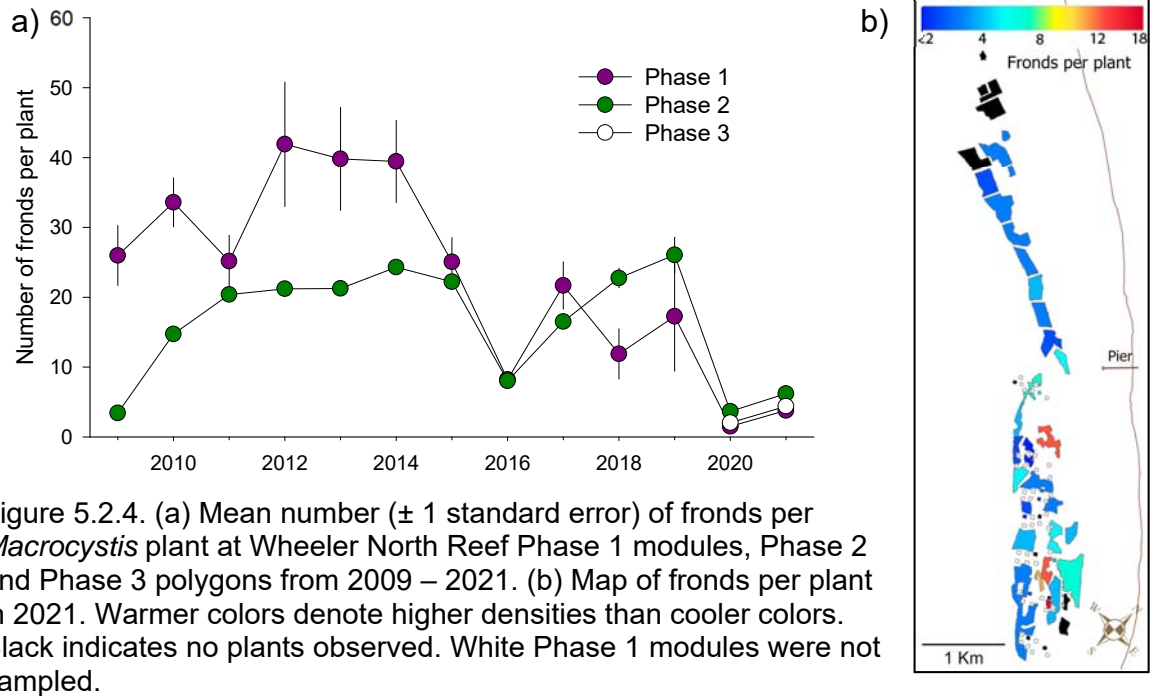 a)
60
50
40
30
20
10
0
Number of fronds per plant
Phase 1
Phase 2
Phase 3
2010 2012 2014 2016 2018 2020
b)
<2 4 8 12 18
Fronds per plant
Pier
1 Km
N
E
S
W
igure 5.2.4. (a) Mean number (± 1 standard error) of fronds per
Macrocystis plant at Wheeler North Reef Phase 1 modules, Phase 2
nd Phase 3 polygons from 2009 – 2021. (b) Map of fronds per plant
n 2021. Warmer colors denote higher densities than cooler colors.
Black indicates no plants observed. White Phase 1 modules were not
ampled.